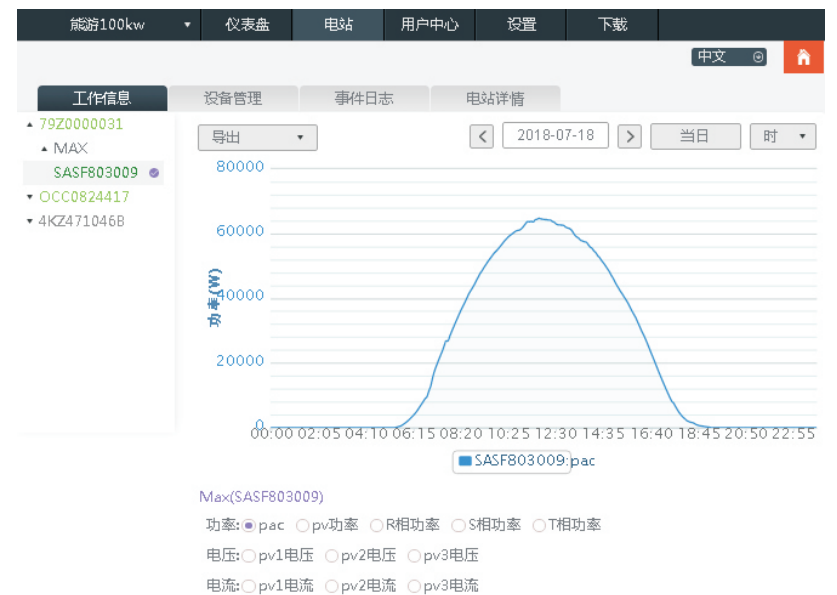 熊游100kw ▾ 仪表盘 电站 用户中心 设置 下载
中文
工作信息 设备管理 事件日志 电站详情
79Z0000031
MAX
SASF803009
OCC0824417
4KZ471046B
导出 2018-07-18 当日 时
80000
60000
40000
20000
0
功率(W)
00:00 02:05 04:10 06:15 08:20 10:25 12:30 14:35 16:40 18:45 20:50 22:55
SASF803009:pac
Max(SASF803009)
功率: pac pv功率 R相功率 S相功率 T相功率
电压: pv1电压 pv2电压 pv3电压
电流: pv1电流 pv2电流 pv3电流